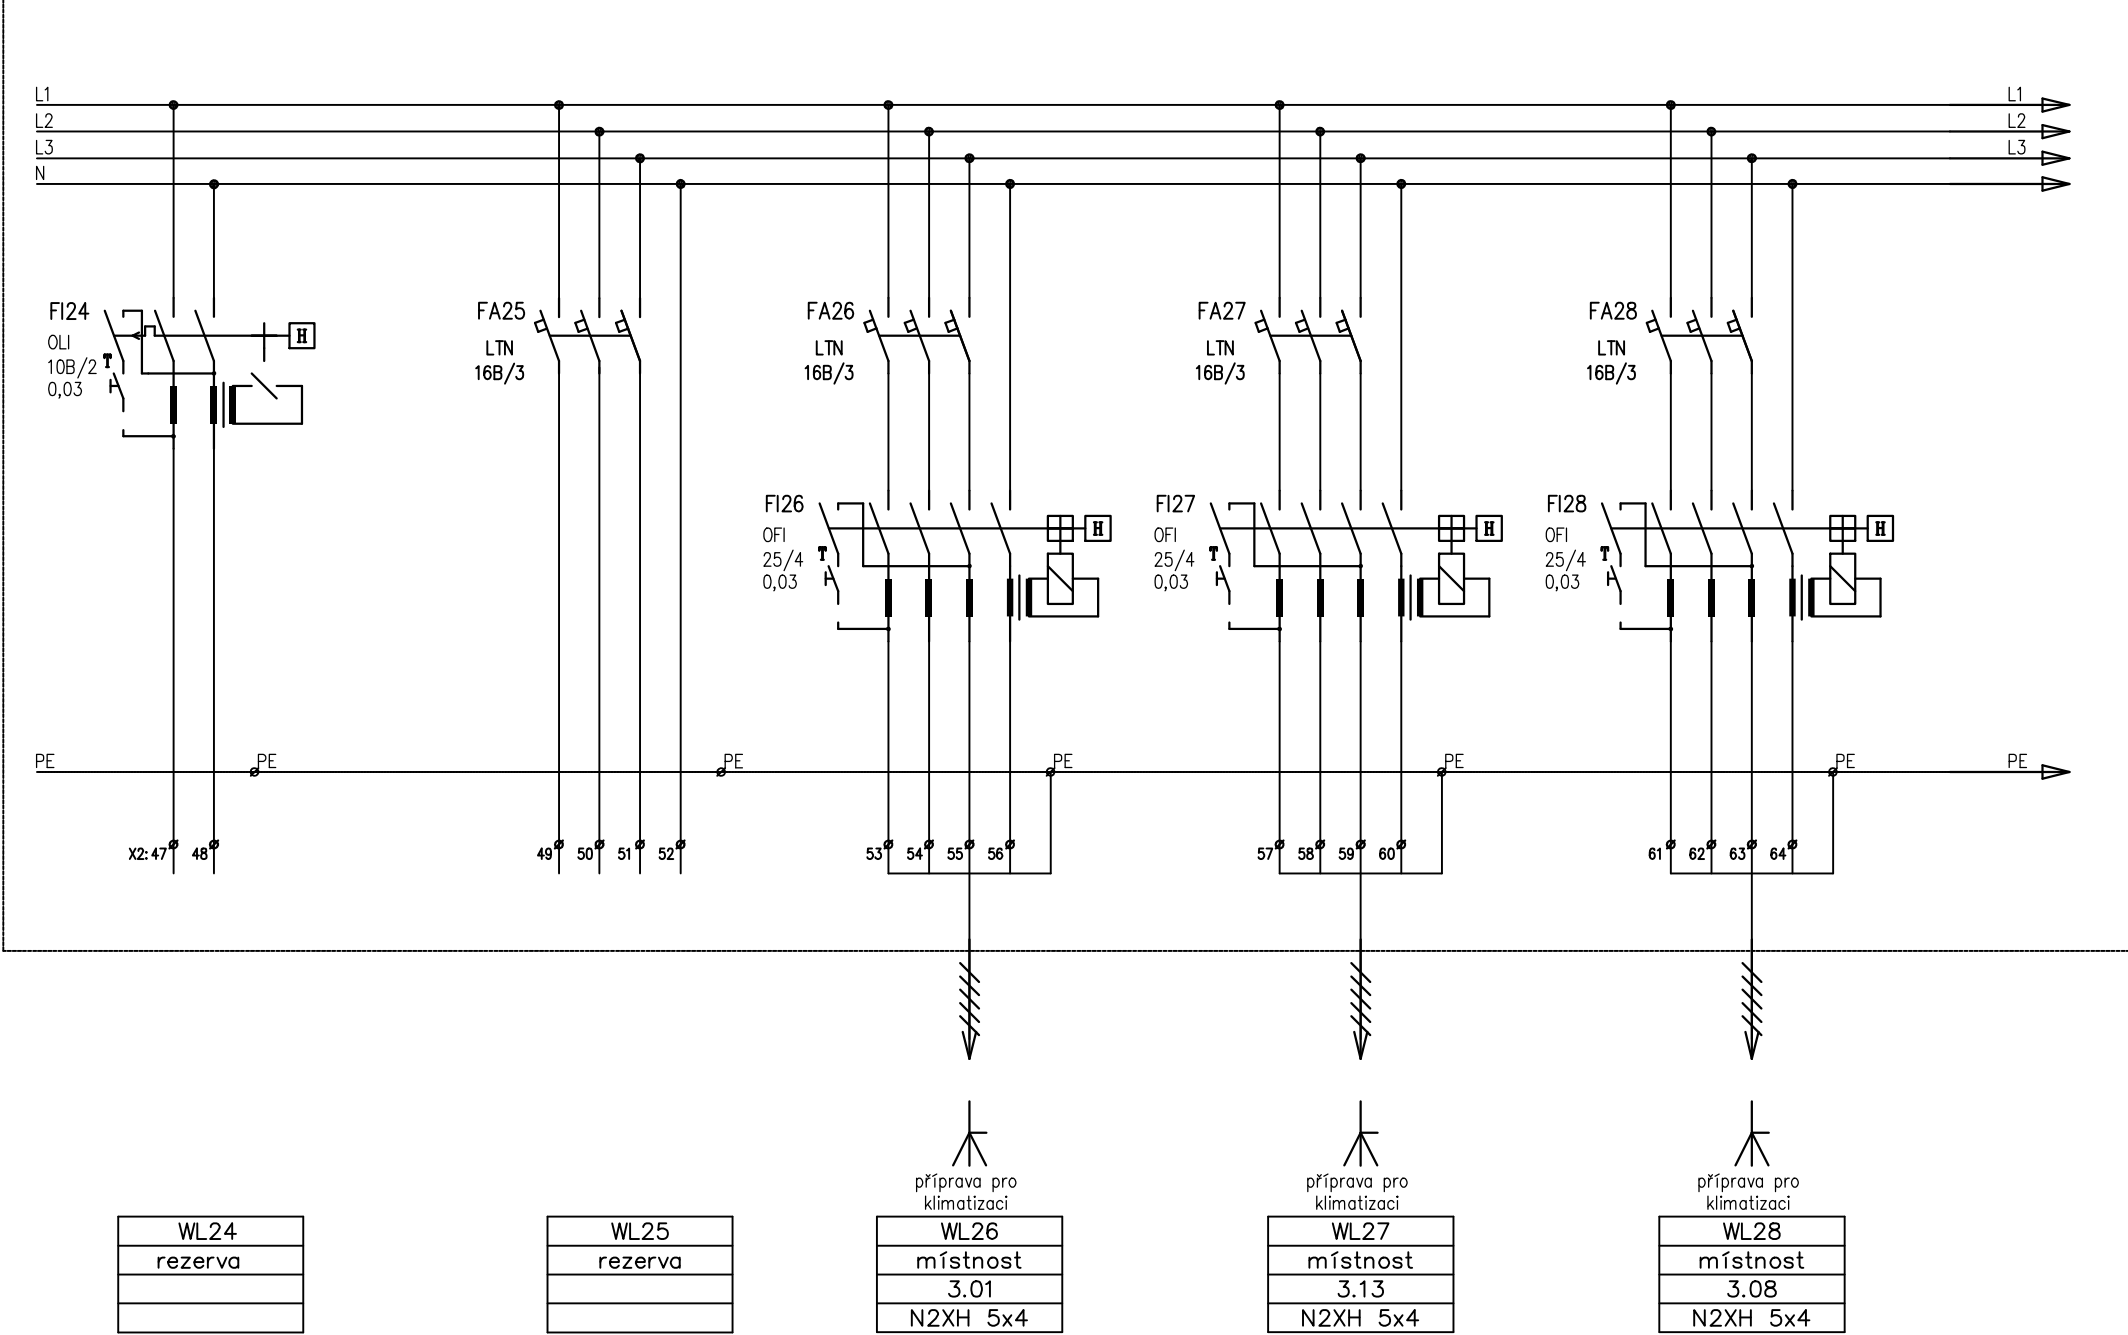 L1 L1
L2 L2
L3 L3
N
FI24 FA25 FA26 FA27 FA28
OLI LTN LTN LTN LTN
10B/2 16B/3 16B/3 16B/3 16B/3
0,03
T H
FI26 FI27 FI28
OFI OFI OFI
25/4 25/4 25/4
0,03 0,03 0,03
T H T H T H
PE PE PE PE PE PE PE
X2: 47 48 49 50 51 52 53 54 55 56 57 58 59 60 61 62 63 64
příprava pro příprava pro příprava pro
klimatizaci klimatizaci klimatizaci
WL24 WL25 WL26 WL27 WL28
rezerva rezerva místnost místnost místnost
3.01 3.13 3.08
N2XH 5x4 N2XH 5x4 N2XH 5x4